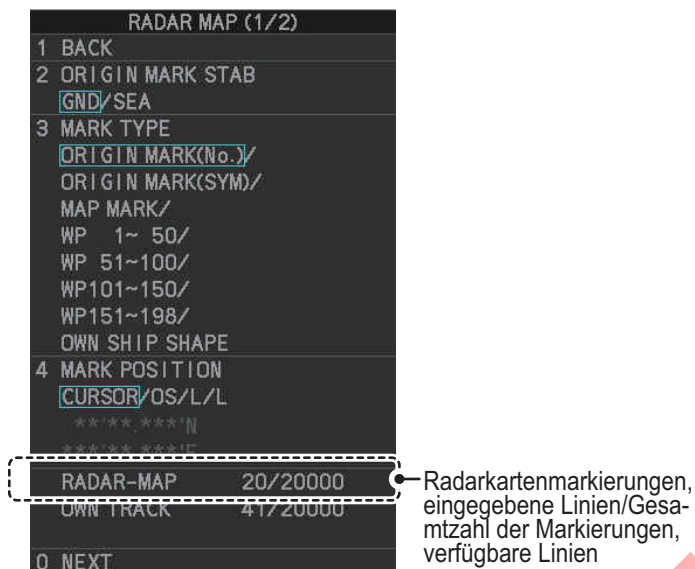 RADAR MAP (1/2)
1 BACK
2 ORIGIN MARK STAB
GND/SEA
3 MARK TYPE
ORIGIN MARK(No.)/
ORIGIN MARK(SYM)/
MAP MARK/
WP 1~ 50/
WP 51~100/
WP101~150/
WP151~198/
OWN SHIP SHAPE
4 MARK POSITION
CURSOR/OS/L/L
**'**.***'N
***'**.***'E
RADAR-MAP 20/20000
OWN TRACK 41/20000
0 NEXT
Radarkartenmarkierungen,
eingegebene Linien/Gesa-
mtzahl der Markierungen,
verfügbare Linien